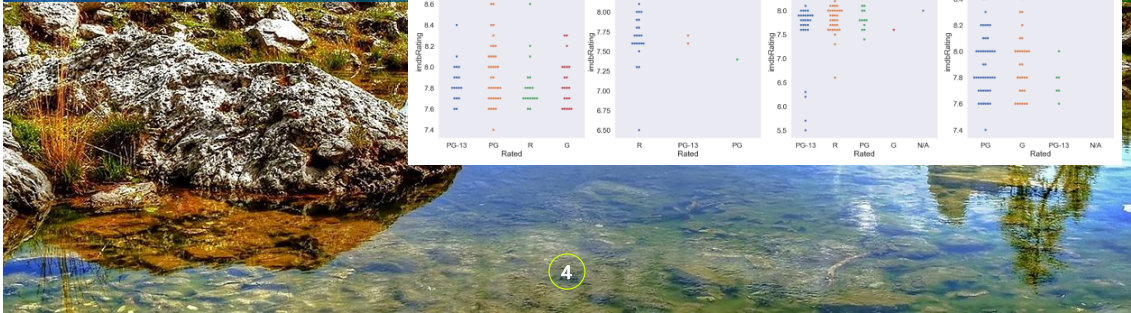 8.6
8.4
8.2
8.0
7.8
7.6
7.4
imdbRating
PG-13 PG R G
Rated
8.00
7.75
7.50
7.25
7.00
6.75
6.50
imdbRating
R PG-13 PG
Rated
8.0
7.5
7.0
6.5
6.0
5.5
imdbRating
PG-13 R PG G N/A
Rated
8.4
8.2
8.0
7.8
7.6
7.4
imdbRating
PG G PG-13 N/A
Rated
4